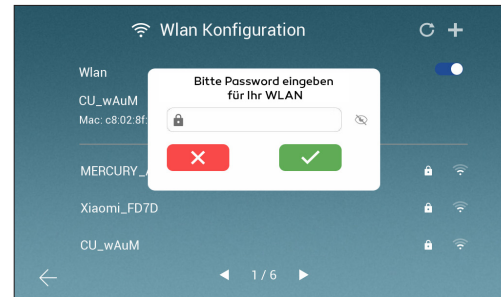 Wlan Konfiguration
Wlan
Bitte Password eingeben
für Ihr WLAN
CU_wAuM
Mac: c8:02:8f:
MERCURY_
Xiaomi_FD7D
CU_wAuM
1/6